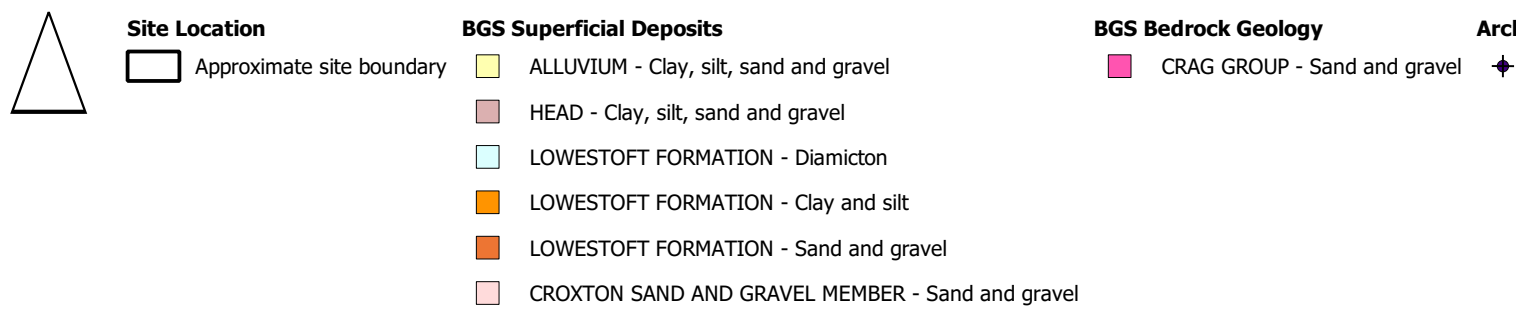 Site Location
Approximate site boundary
BGS Superficial Deposits
ALLUVIUM - Clay, silt, sand and gravel
HEAD - Clay, silt, sand and gravel
LOWESTOFT FORMATION - Diamicton
LOWESTOFT FORMATION - Clay and silt
LOWESTOFT FORMATION - Sand and gravel
CROXTON SAND AND GRAVEL MEMBER - Sand and gravel
BGS Bedrock Geology
CRAG GROUP - Sand and gravel